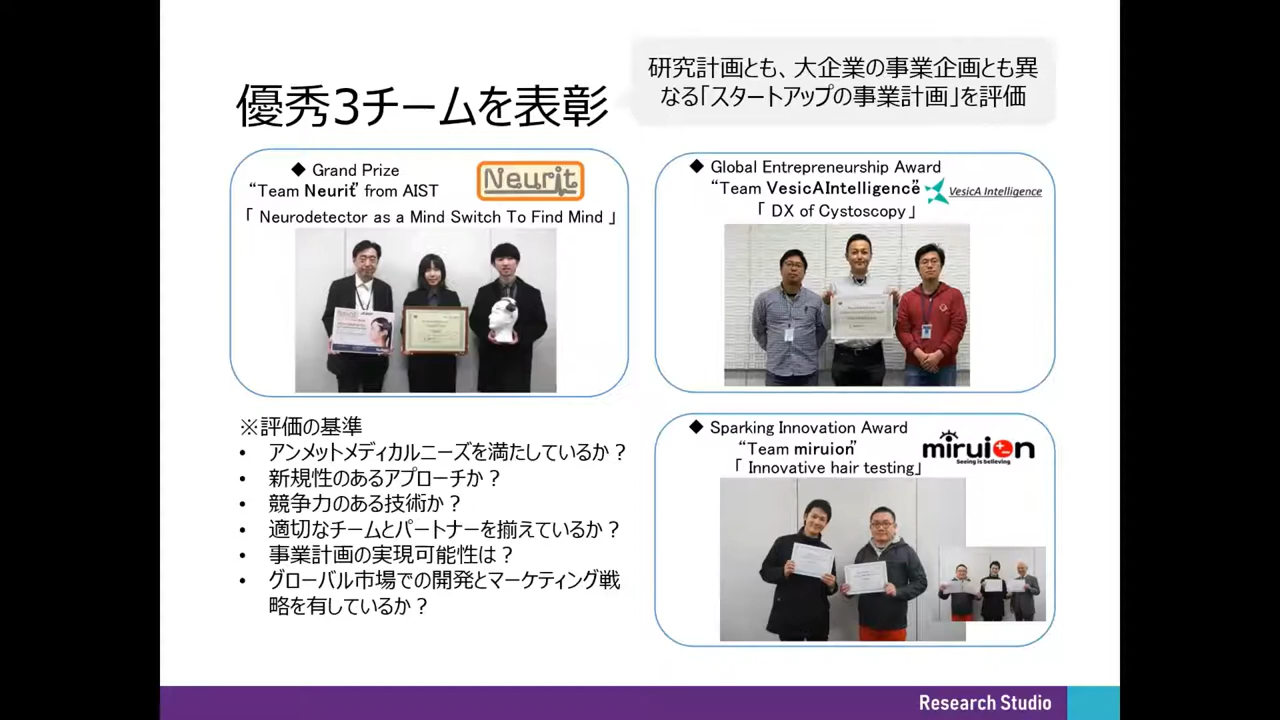 優秀3チームを表彰
研究計画とも、大企業の事業企画とも異
なる「スタートアップの事業計画」を評価
◆ Grand Prize
“Team Neurit” from AIST
Neurit
「 Neurodetector as a Mind Switch To Find Mind 」
◆ Global Entrepreneurship Award
“Team VesicAIntelligence”
VesicA Intelligence
「 DX of Cystoscopy」
※評価の基準
• アンメットメディカルニーズを満たしているか？
• 新規性のあるアプローチか？
• 競争力のある技術か？
• 適切なチームとパートナーを揃えているか？
• 事業計画の実現可能性は？
• グローバル市場での開発とマーケティング戦
略を有しているか？
◆ Sparking Innovation Award
“Team miruion”
miruion
Seeing is believing
「 Innovative hair testing」
Research Studio